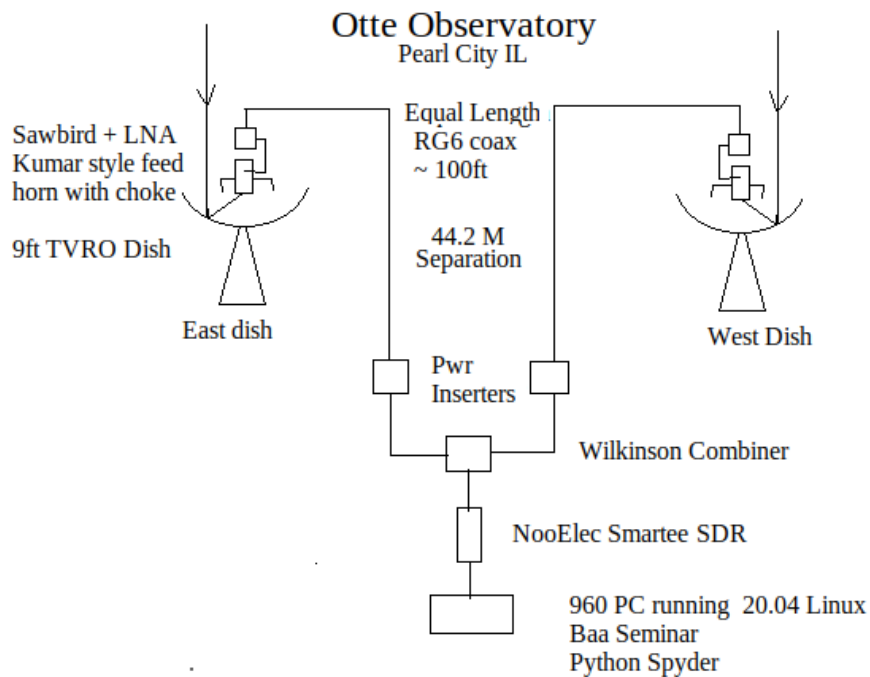 Otte Observatory
Pearl City IL
Sawbird + LNA
Kumar style feed
horn with choke
9ft TVRO Dish
East dish
Equal Length
RG6 coax
~ 100ft
44.2 M
Separation
West Dish
Pwr
Inserters
Wilkinson Combiner
NooElec Smartee SDR
960 PC running 20.04 Linux
Baa Seminar
Python Spyder